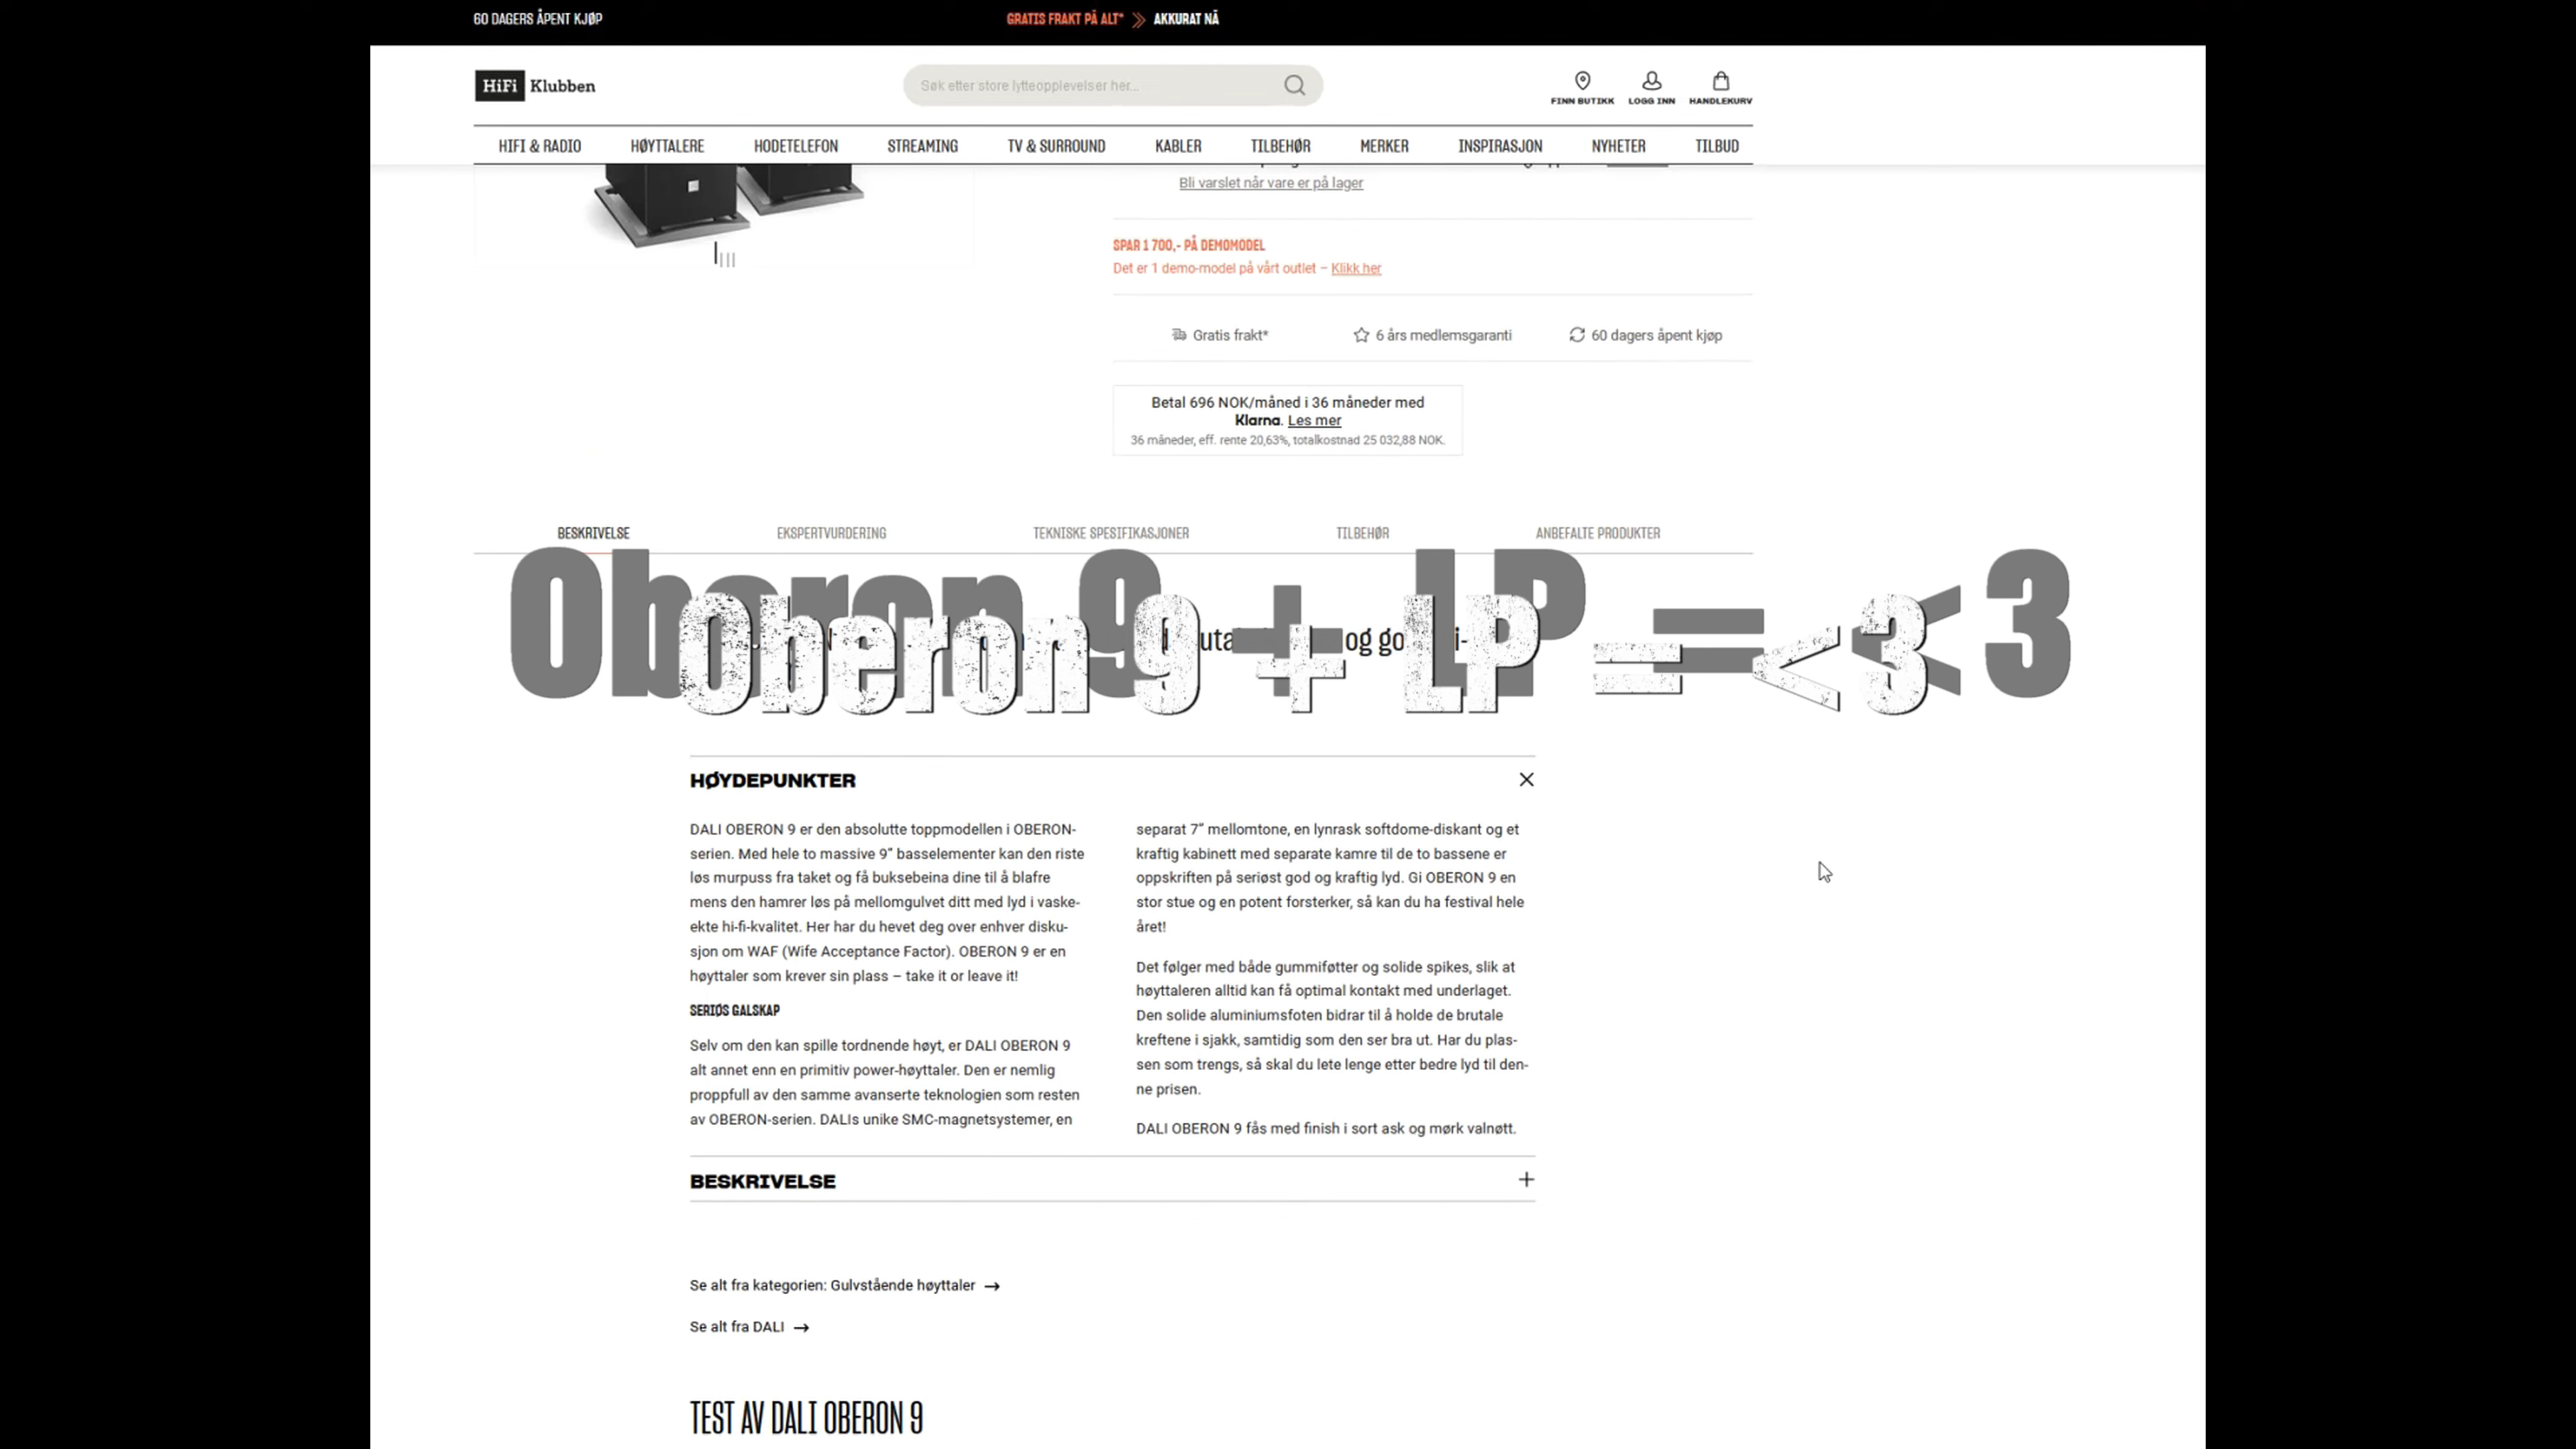 60 DAGERS ÅPENT KJØP
GRATIS FRAKT PÅ ALT* AKKURAT NÅ
HiFi Klubben
Søk etter store lytteopplevelser her...
FINN BUTIKK LOGG INN HANDLEKURV
HIFI & RADIO HØYTTALERE HODETELEFON STREAMING TV & SURROUND KABLER TILBEHØR MERKER INSPIRASJON NYHETER TILBUD
Bli varslet når vare er på lager
SPAR 1 700,- PÅ DEMOMODEL
Det er 1 demo-model på vårt outlet – Klikk her
Gratis frakt* 6 års medlemsgaranti 60 dagers åpent kjøp
Betal 696 NOK/måned i 36 måneder med
Klarna. Les mer
36 måneder, eff. rente 20,63%, totalkostnad 25 032,88 NOK.
BESKRIVELSE EKSPERTVURDERING TEKNISKE SPESIFIKASJONER TILBEHØR ANBEFALTE PRODUKTER
Oberon 9 + LP = <3
Oberon 9 + LP = <3
og
HØYDEPUNKTER
DALI OBERON 9 er den absolutte toppmodellen i OBERON-
serien. Med hele to massive 9” basselementer kan den riste
løs murpuss fra taket og få buksebeina dine til å blafre
mens den hamrer løs på mellomgulvet ditt med lyd i vaske-
ekte hi-fi-kvalitet. Her har du hevet deg over enhver disku-
sjon om WAF (Wife Acceptance Factor). OBERON 9 er en
høyttaler som krever sin plass – take it or leave it!
SERIØS GALSKAP
Selv om den kan spille tordnende høyt, er DALI OBERON 9
alt annet enn en primitiv power-høyttaler. Den er nemlig
proppfull av den samme avanserte teknologien som resten
av OBERON-serien. DALIs unike SMC-magnetsystemer, en
separat 7” mellomtone, en lynrask softdome-diskant og et
kraftig kabinett med separate kamre til de to bassene er
oppskriften på seriøst god og kraftig lyd. Gi OBERON 9 en
stor stue og en potent forsterker, så kan du ha festival hele
året!
Det følger med både gummiføtter og solide spikes, slik at
høyttaleren alltid kan få optimal kontakt med underlaget.
Den solide aluminiumsfoten bidrar til å holde de brutale
kreftene i sjakk, samtidig som den ser bra ut. Har du plas-
sen som trengs, så skal du lete lenge etter bedre lyd til den-
ne prisen.
DALI OBERON 9 fås med finish i sort ask og mørk valnøtt.
BESKRIVELSE
Se alt fra kategorien: Gulvstående høyttaler
Se alt fra DALI
TEST AV DALI OBERON 9